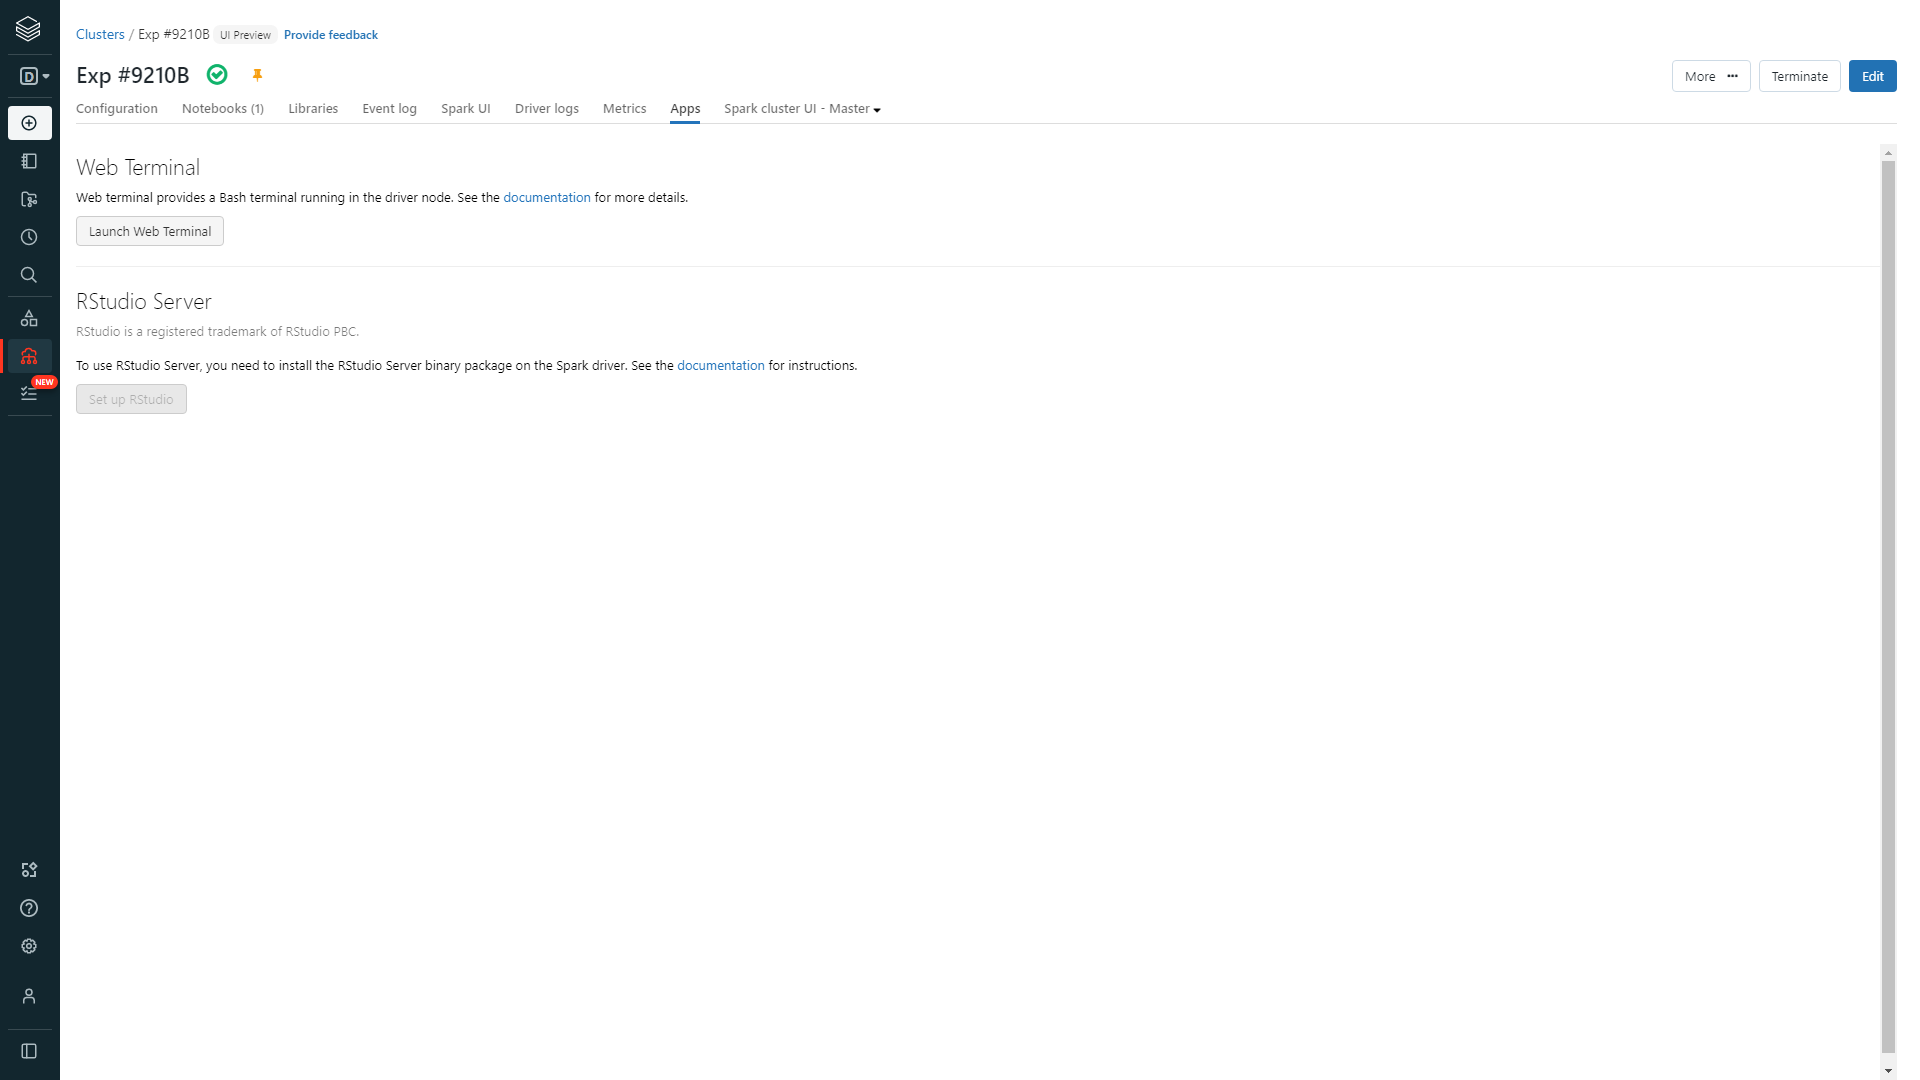 Clusters / Exp #9210B UI Preview Provide feedback
Exp #9210B
More ••• Terminate Edit
Configuration Notebooks (1) Libraries Event log Spark UI Driver logs Metrics Apps Spark cluster UI - Master
D
NEW
Web Terminal
Web terminal provides a Bash terminal running in the driver node. See the documentation for more details.
Launch Web Terminal
RStudio Server
RStudio is a registered trademark of RStudio PBC.
To use RStudio Server, you need to install the RStudio Server binary package on the Spark driver. See the documentation for instructions.
Set up RStudio